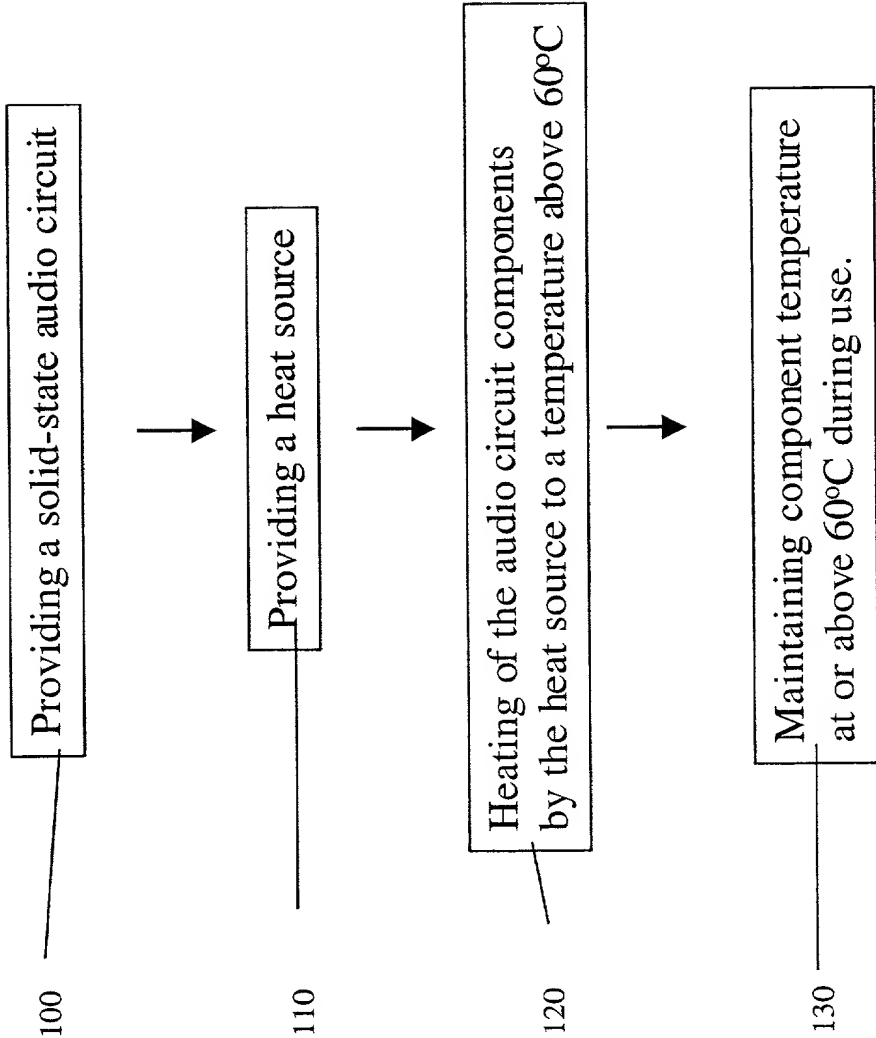 100
Providing a solid-state audio circuit
110
Providing a heat source
120
Heating of the audio circuit components
by the heat source to a temperature above 60ºC
130
Maintaining component temperature
at or above 60ºC during use.